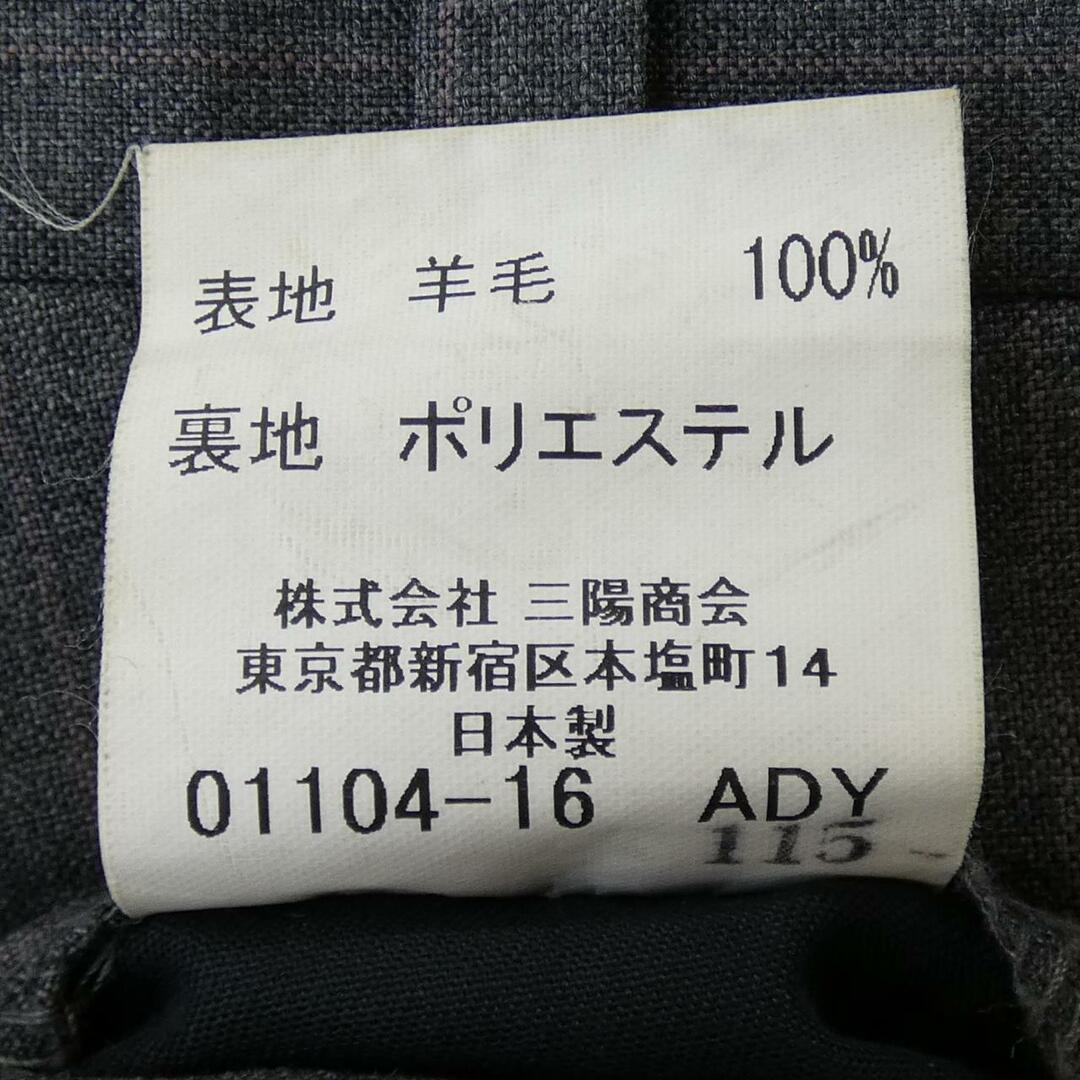 表地 羊毛 100%
裏地 ポリエステル
株式会社 三陽商会
東京都新宿区本塩町14
日本製
01104-16 ADY
115